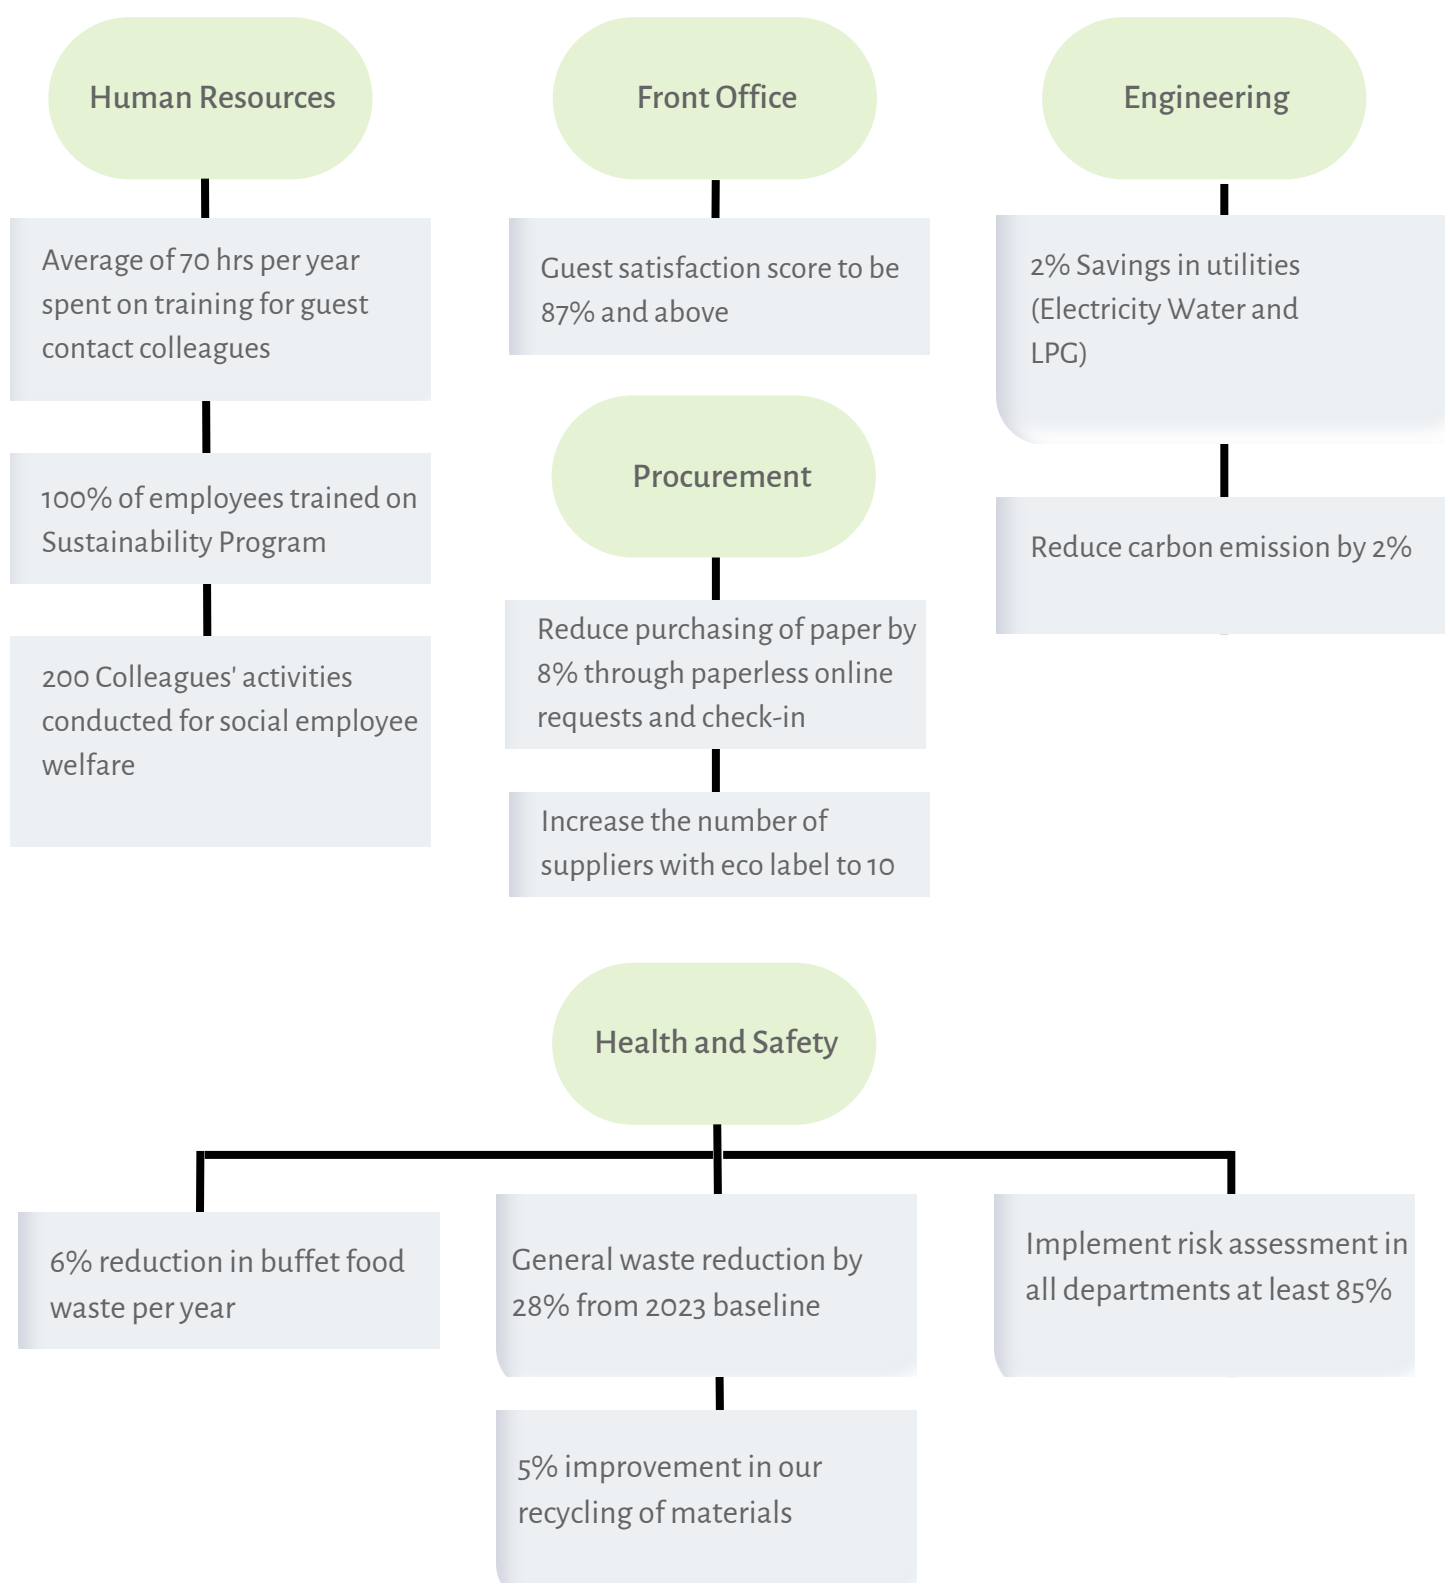 Human Resources
Average of 70 hrs per year
spent on training for guest
contact colleagues
100% of employees trained on
Sustainability Program
200 Colleagues' activities
conducted for social employee
welfare
Front Office
Guest satisfaction score to be
87% and above
Procurement
Reduce purchasing of paper by
8% through paperless online
requests and check-in
Increase the number of
suppliers with eco label to 10
Engineering
2% Savings in utilities
(Electricity Water and
LPG)
Reduce carbon emission by 2%
Health and Safety
6% reduction in buffet food
waste per year
General waste reduction by
28% from 2023 baseline
5% improvement in our
recycling of materials
Implement risk assessment in
all departments at least 85%